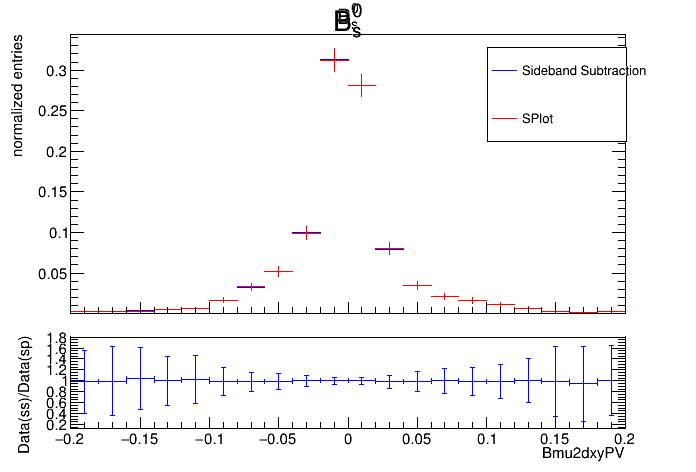 B⁰ₛ
normalized entries
0.3
0.25
0.2
0.15
0.1
0.05
Sideband Subtraction
SPlot
Data(ss)/Data(sp)
1.8
1.6
1.4
1.2
1
0.8
0.6
0.4
0.2
−0.2 −0.15 −0.1 −0.05 0 0.05 0.1 0.15 0.2
Bmu2dxyPV